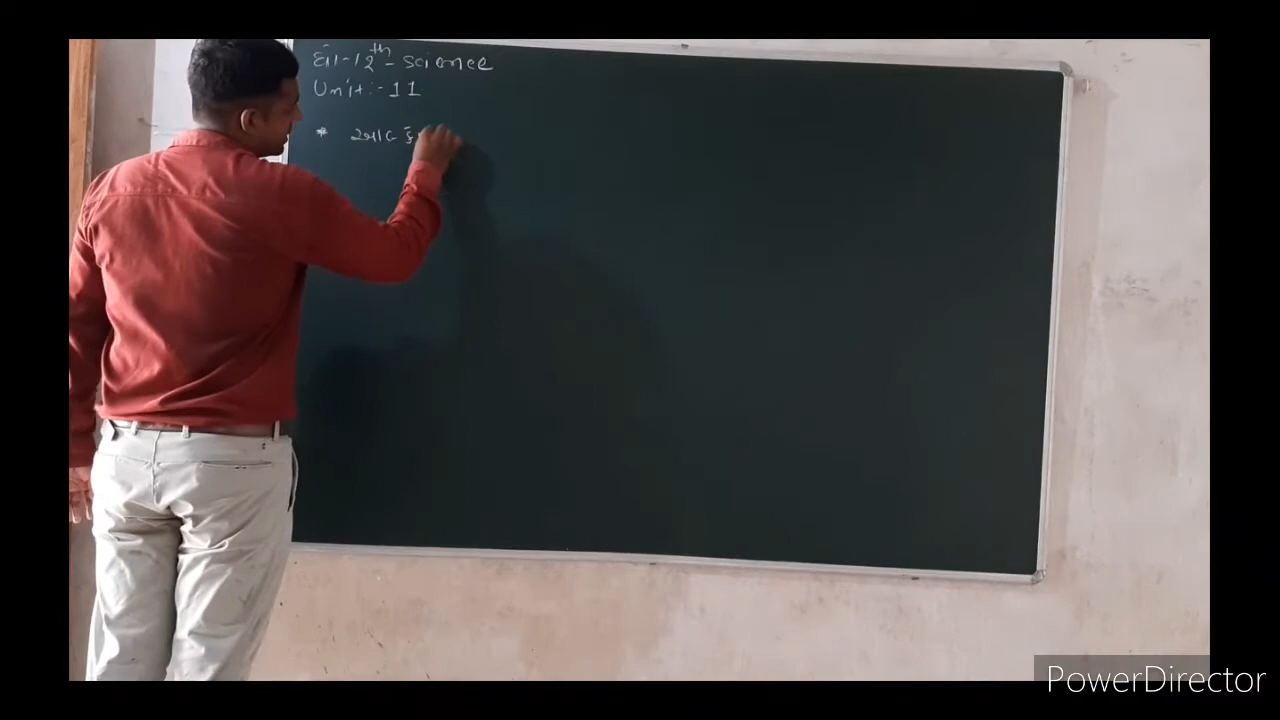 ધો-12th-science
Unit:-11
*
PowerDirector